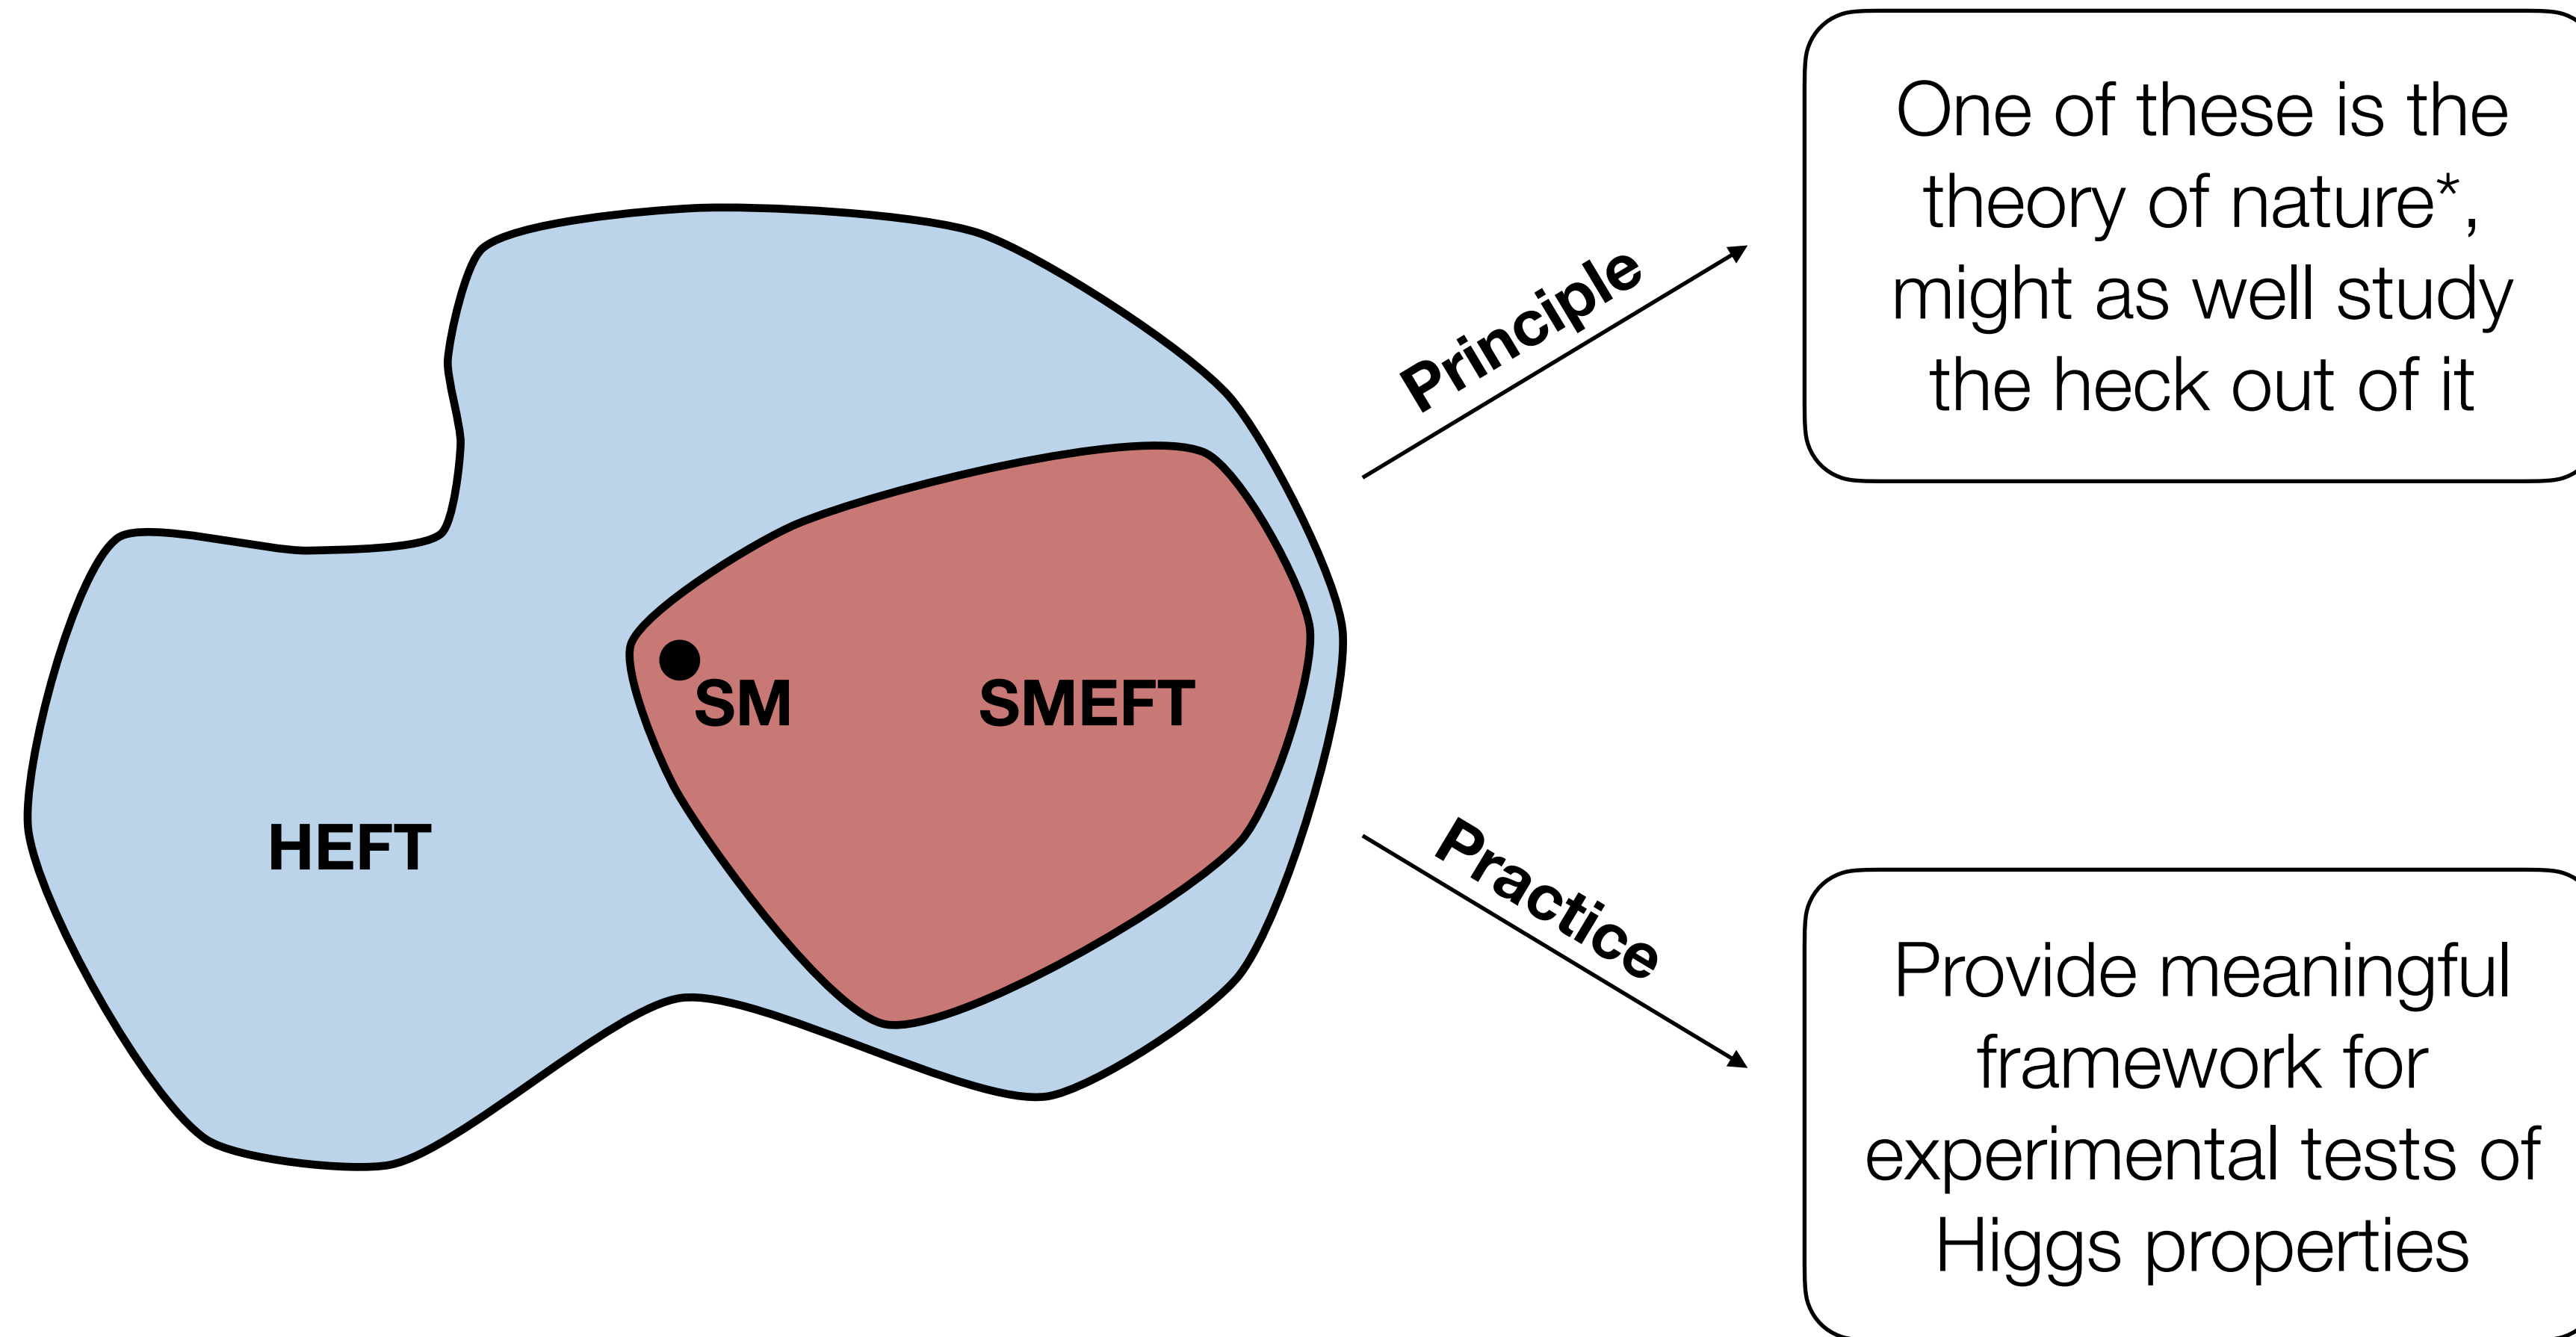 One of these is the
theory of nature*,
might as well study
the heck out of it
Principle
SM
SMEFT
HEFT
Practice
Provide meaningful
framework for
experimental tests of
Higgs properties